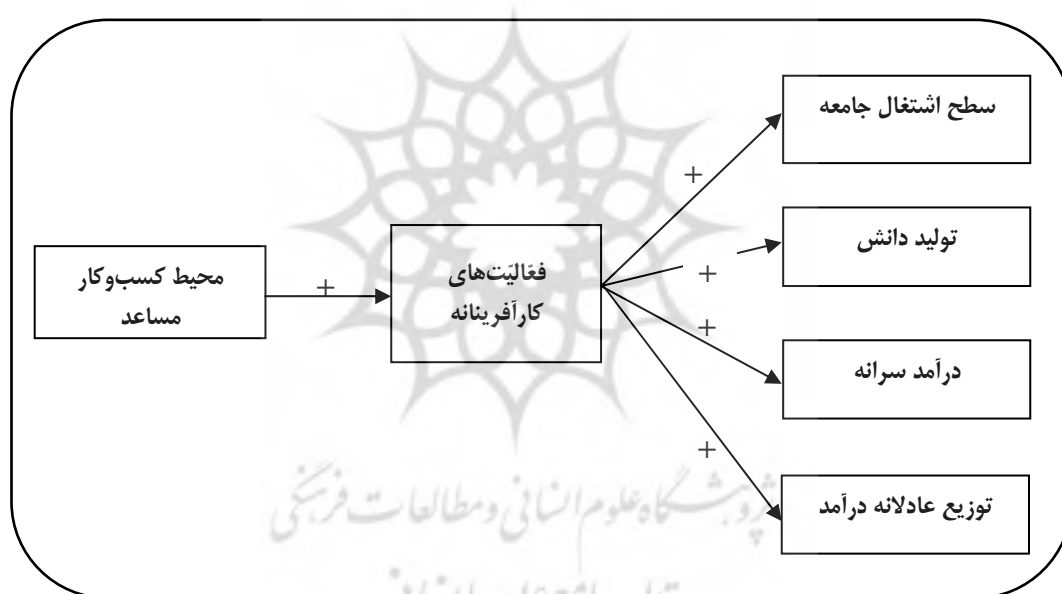 سطح اشتغال جامعه
+
تولید دانش
+
فعّالیّت‌های
کارآفرینانه
محیط کسب‌وکار
مساعد
+
+
درآمد سرانه
+
توزیع عادلانه درآمد
پژوهشگاه علوم انسانی و مطالعات فرهنگی